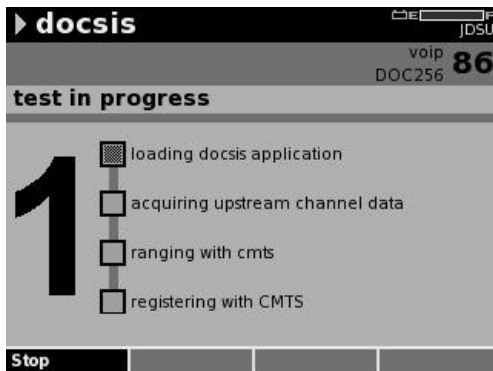 docsis
E F
JDSU
voip 86
DOC256
test in progress
1
loading docsis application
acquiring upstream channel data
ranging with cmts
registering with CMTS
Stop